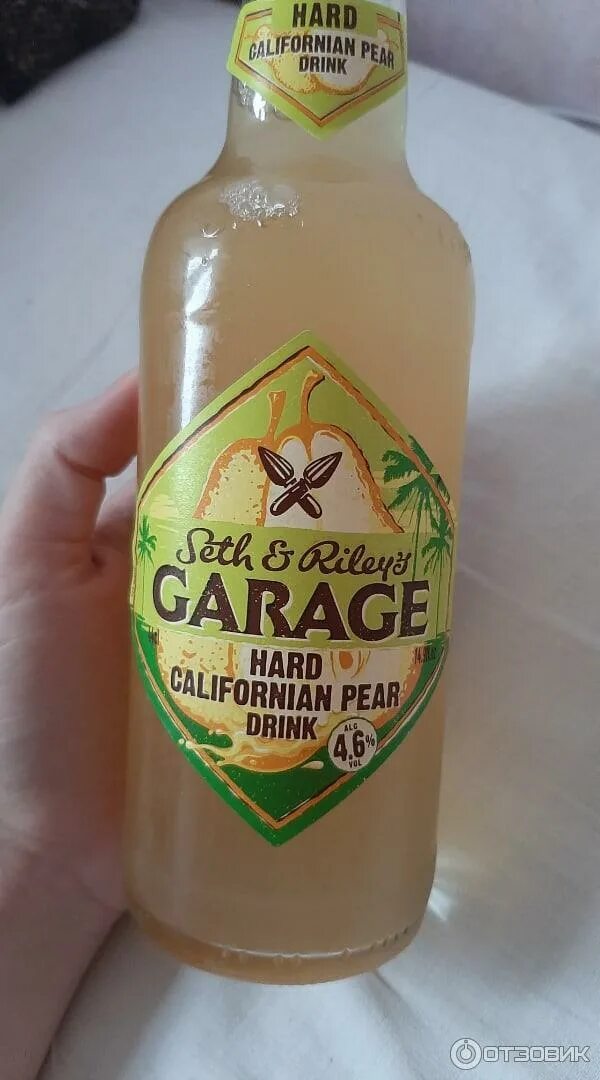 HARD
CALIFORNIAN PEAR
DRINK
Seth & Riley's
GARAGE
HARD
CALIFORNIAN PEAR
DRINK
ALC
4.6%
VOL
ОТЗОВИК